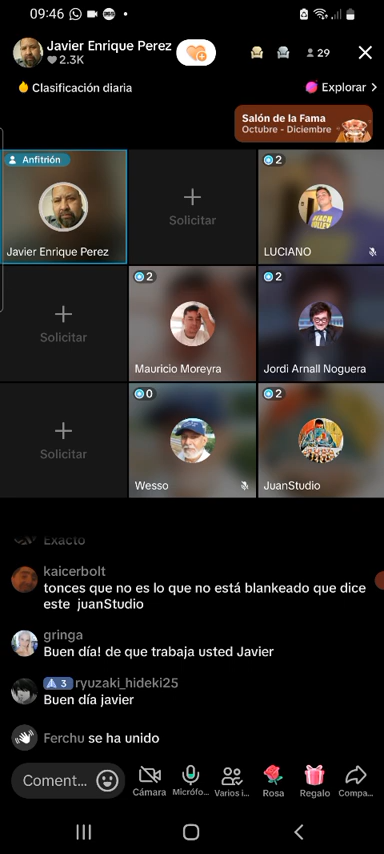 09:46
Javier Enrique Perez
2.3K
29
Clasificación diaria
Explorar
Salón de la Fama
Octubre - Diciembre
Anfitrión
Javier Enrique Perez
Solicitar
2
LUCIANO
Solicitar
2
Mauricio Moreyra
2
Jordi Arnall Noguera
Solicitar
0
Wesso
2
JuanStudio
Exacto
kaicerbolt
tonces que no es lo que no está blankeado que dice
este juanStudio
gringa
Buen día! de que trabaja usted Javier
3 ryuzaki_hideki25
Buen día javier
Ferchu se ha unido
Coment...
Cámara
Micrófo...
Varios i...
Rosa
Regalo
Compa...